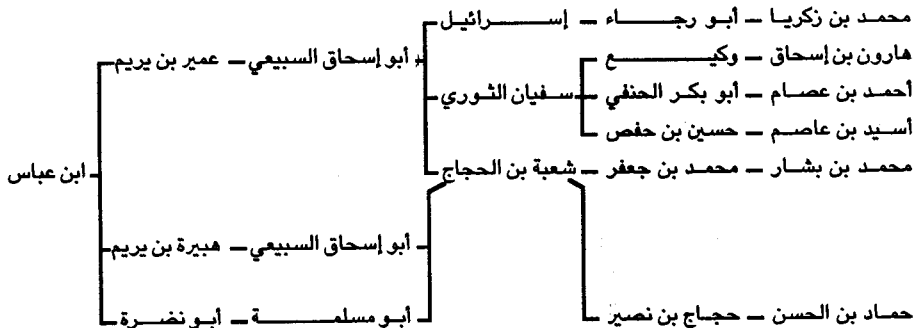 محمد بن زكريا – أبو رجاء – إسرائيل
هارون بن إسحاق – وكيع
أبو إسحاق السبيعي – عمير بن يريم
أحمد بن عصام – أبو بكر الحنفي – سفيان الثوري
أسيد بن عاصم – حسين بن حفص
محمد بن بشار – محمد بن جعفر – شعبة بن الحجاج
ابن عباس
أبو إسحاق السبيعي – هبيرة بن يريم
حماد بن الحسن – حجاج بن نصير
أبو مسلمة – أبو نضرة